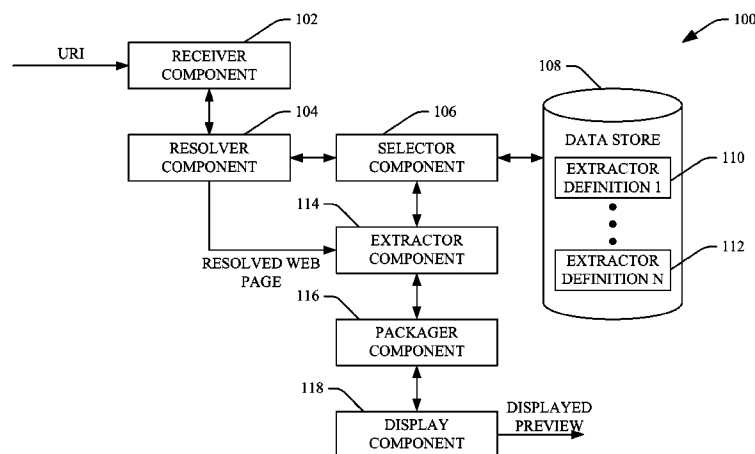 100
102
URI
RECEIVER
COMPONENT
104
106
108
RESOLVER
COMPONENT
SELECTOR
COMPONENT
DATA STORE
EXTRACTOR
DEFINITION 1
110
114
EXTRACTOR
COMPONENT
RESOLVED WEB
PAGE
EXTRACTOR
DEFINITION N
112
116
PACKAGER
COMPONENT
118
DISPLAY
COMPONENT
DISPLAYED
PREVIEW